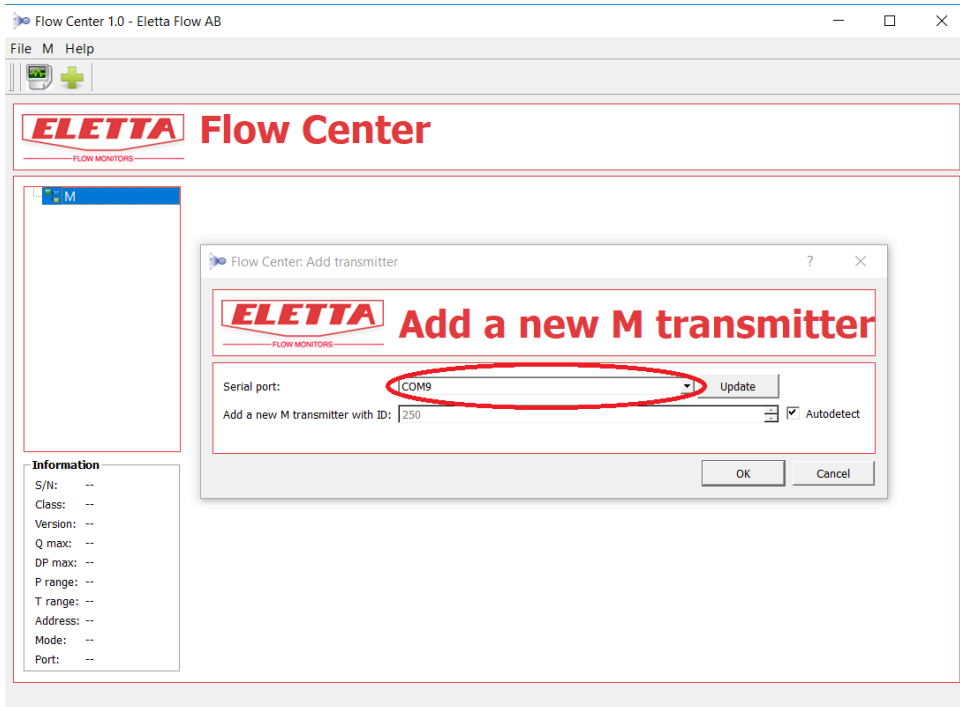 Flow Center 1.0 - Eletta Flow AB
File M Help
ELETTA
FLOW MONITORS
Flow Center
M
Flow Center: Add transmitter
?
ELETTA
FLOW MONITORS
Add a new M transmitter
Serial port: COM9 Update
Add a new M transmitter with ID: 250 Autodetect
OK Cancel
Information
S/N: --
Class: --
Version: --
Q max: --
DP max: --
P range: --
T range: --
Address: --
Mode: --
Port: --